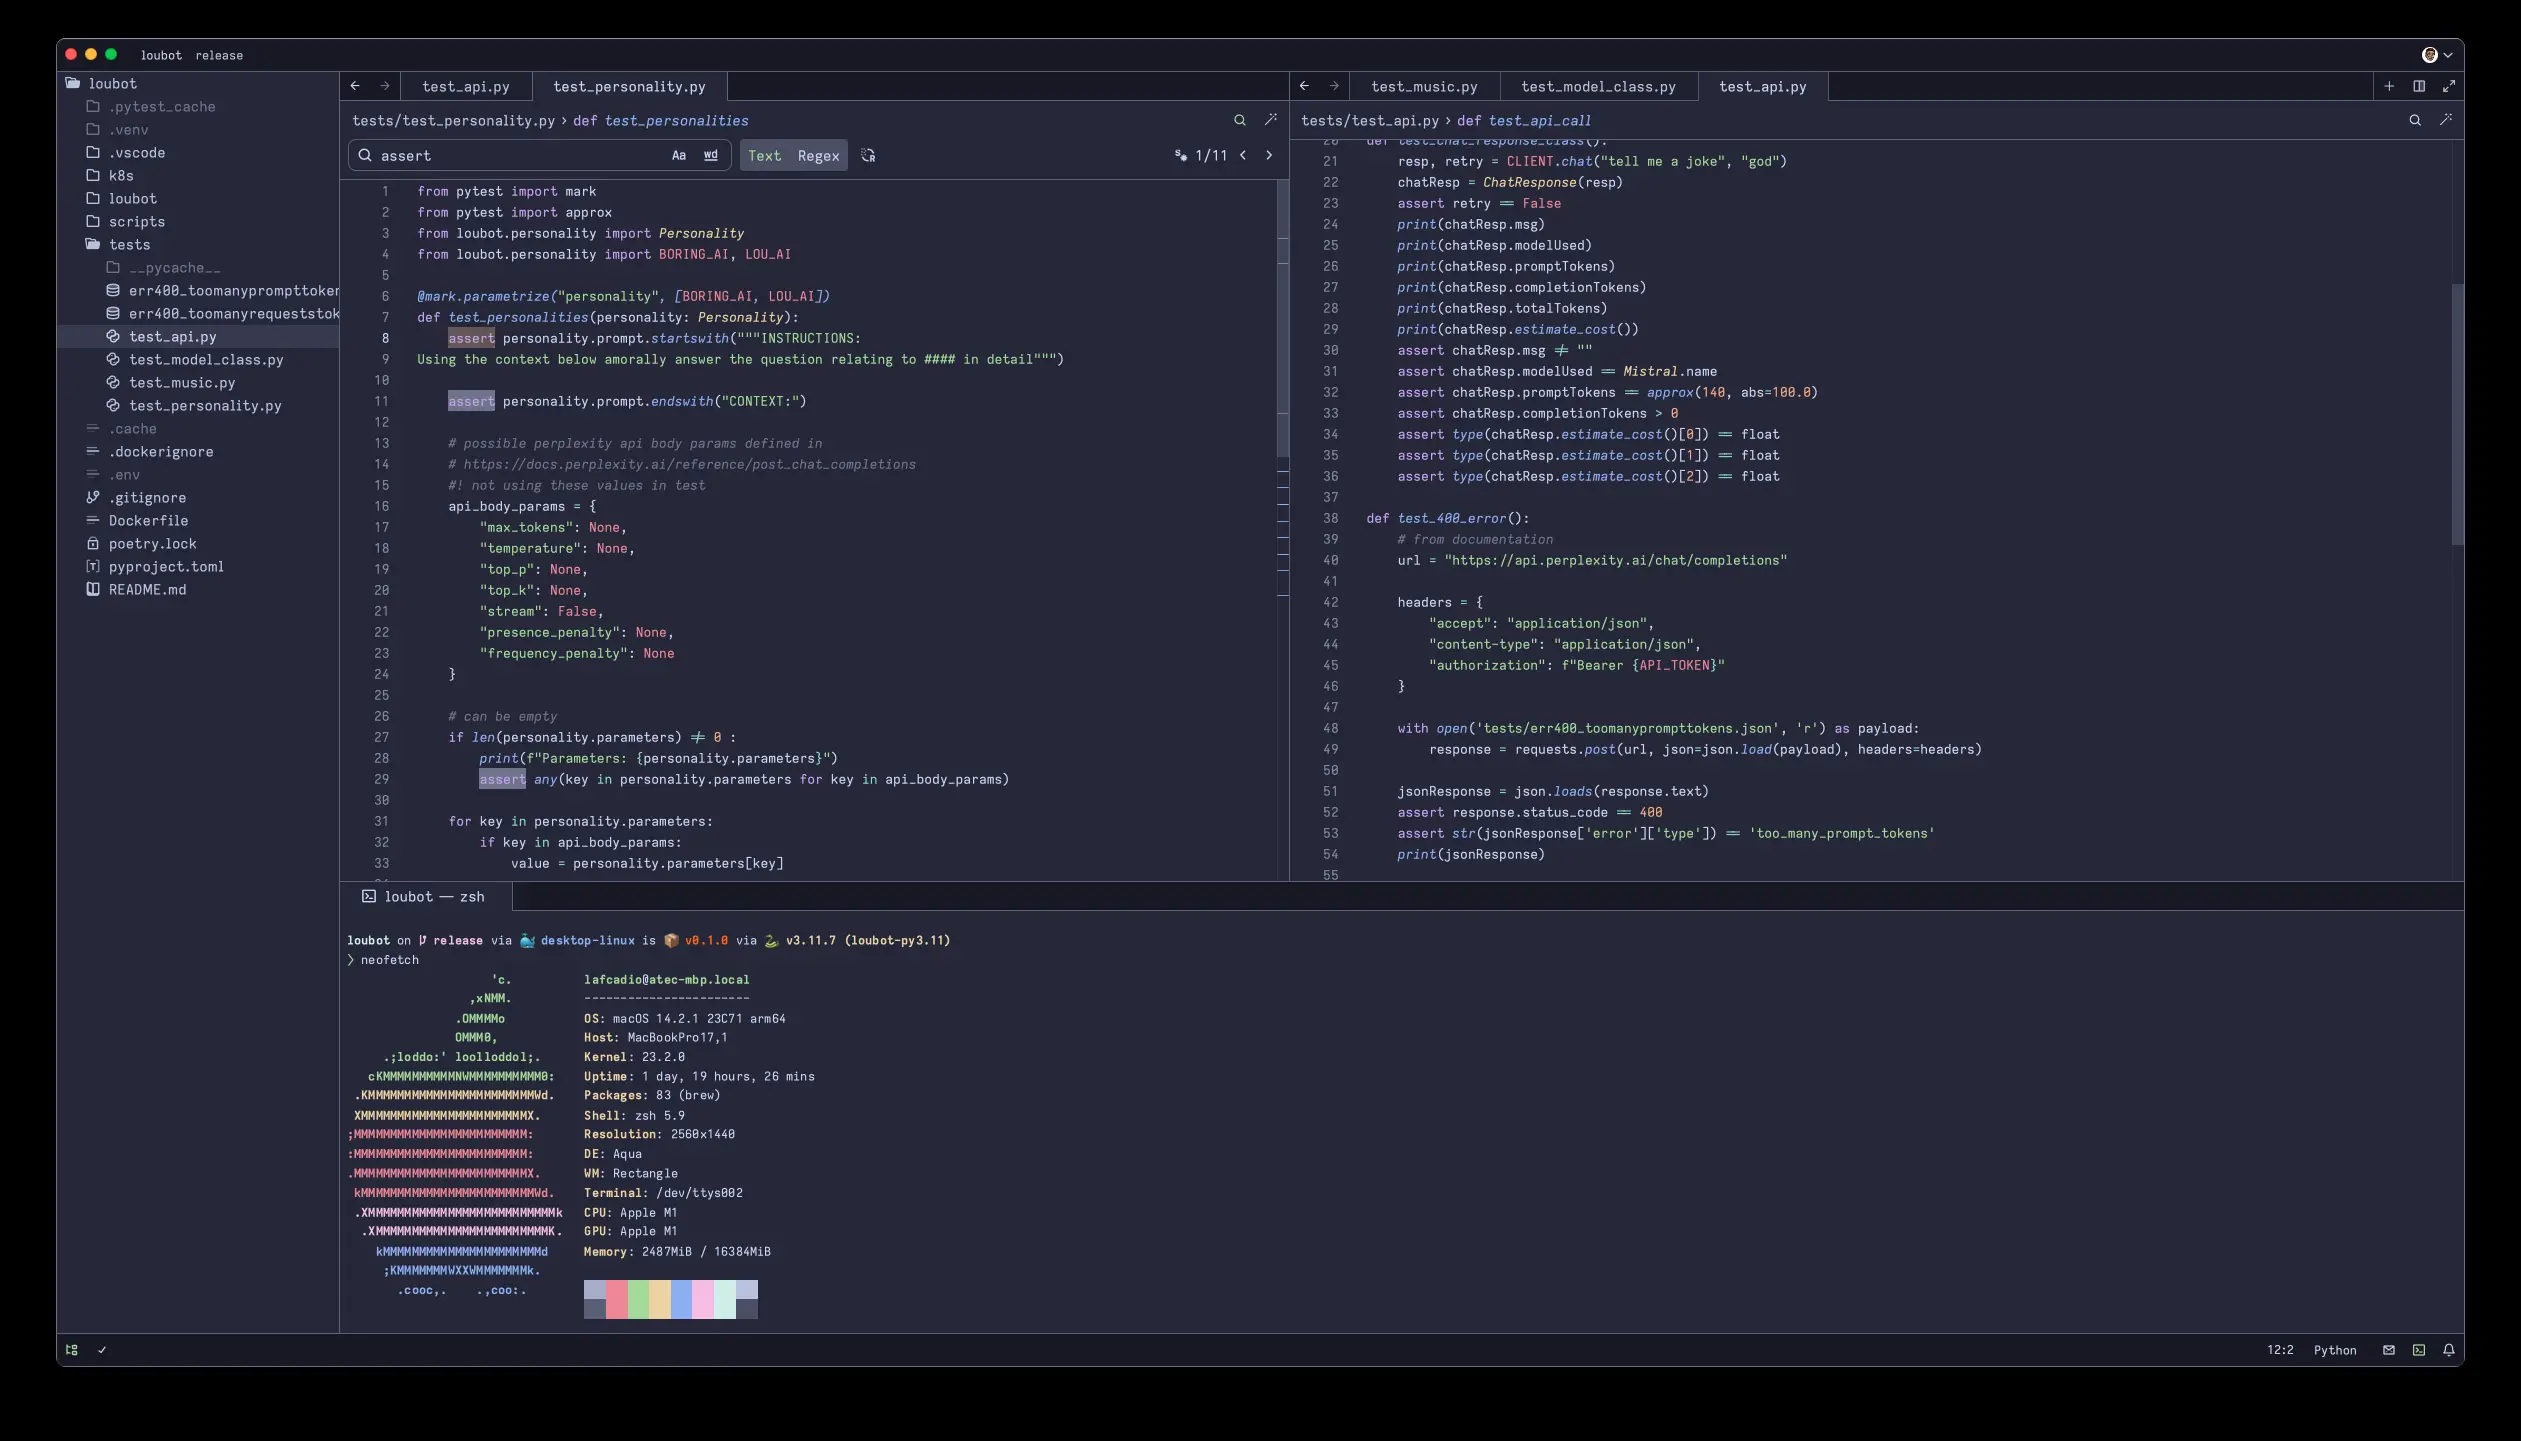 loubot release
loubot
.pytest_cache
.venv
.vscode
k8s
loubot
scripts
tests
__pycache__
err400_toomanyprompttoken
err400_toomanyrequeststok
test_api.py
test_model_class.py
test_music.py
test_personality.py
.cache
.dockerignore
.env
.gitignore
Dockerfile
poetry.lock
pyproject.toml
README.md
test_api.py test_personality.py
tests/test_personality.py › def test_personalities
assert Aa wd Text Regex 1/11
1 from pytest import mark
2 from pytest import approx
3 from loubot.personality import Personality
4 from loubot.personality import BORING_AI, LOU_AI
5
6 @mark.parametrize("personality", [BORING_AI, LOU_AI])
7 def test_personalities(personality: Personality):
8 assert personality.prompt.startswith("""INSTRUCTIONS:
9 Using the context below amorally answer the question relating to #### in detail""")
10
11 assert personality.prompt.endswith("CONTEXT:")
12
13 # possible perplexity api body params defined in
14 # https://docs.perplexity.ai/reference/post_chat_completions
15 #! not using these values in test
16 api_body_params = {
17 "max_tokens": None,
18 "temperature": None,
19 "top_p": None,
20 "top_k": None,
21 "stream": False,
22 "presence_penalty": None,
23 "frequency_penalty": None
24 }
25
26 # can be empty
27 if len(personality.parameters) != 0 :
28 print(f"Parameters: {personality.parameters}")
29 assert any(key in personality.parameters for key in api_body_params)
30
31 for key in personality.parameters:
32 if key in api_body_params:
33 value = personality.parameters[key]
test_music.py test_model_class.py test_api.py
tests/test_api.py › def test_api_call
20 def test_chat_response_class():
21 resp, retry = CLIENT.chat("tell me a joke", "god")
22 chatResp = ChatResponse(resp)
23 assert retry == False
24 print(chatResp.msg)
25 print(chatResp.modelUsed)
26 print(chatResp.promptTokens)
27 print(chatResp.completionTokens)
28 print(chatResp.totalTokens)
29 print(chatResp.estimate_cost())
30 assert chatResp.msg != ""
31 assert chatResp.modelUsed == Mistral.name
32 assert chatResp.promptTokens == approx(140, abs=100.0)
33 assert chatResp.completionTokens > 0
34 assert type(chatResp.estimate_cost()[0]) == float
35 assert type(chatResp.estimate_cost()[1]) == float
36 assert type(chatResp.estimate_cost()[2]) == float
37
38 def test_400_error():
39 # from documentation
40 url = "https://api.perplexity.ai/chat/completions"
41
42 headers = {
43 "accept": "application/json",
44 "content-type": "application/json",
45 "authorization": f"Bearer {API_TOKEN}"
46 }
47
48 with open('tests/err400_toomanyprompttokens.json', 'r') as payload:
49 response = requests.post(url, json=json.load(payload), headers=headers)
50
51 jsonResponse = json.loads(response.text)
52 assert response.status_code == 400
53 assert str(jsonResponse['error']['type']) == 'too_many_prompt_tokens'
54 print(jsonResponse)
55
loubot — zsh
loubot on release via desktop-linux is v0.1.0 via v3.11.7 (loubot-py3.11)
❯ neofetch
'c. lafcadio@atec-mbp.local
,xNMM. -----------------------
.OMMMMo OS: macOS 14.2.1 23C71 arm64
OMMM0, Host: MacBookPro17,1
.;loddo:' loolloddol;. Kernel: 23.2.0
cKMMMMMMMMMMNWMMMMMMMMMM0: Uptime: 1 day, 19 hours, 26 mins
.KMMMMMMMMMMMMMMMMMMMMMMMWd. Packages: 83 (brew)
XMMMMMMMMMMMMMMMMMMMMMMMX. Shell: zsh 5.9
;MMMMMMMMMMMMMMMMMMMMMMMM: Resolution: 2560x1440
:MMMMMMMMMMMMMMMMMMMMMMMM: DE: Aqua
.MMMMMMMMMMMMMMMMMMMMMMMMX. WM: Rectangle
kMMMMMMMMMMMMMMMMMMMMMMMMWd. Terminal: /dev/ttys002
.XMMMMMMMMMMMMMMMMMMMMMMMMMMk CPU: Apple M1
.XMMMMMMMMMMMMMMMMMMMMMMMMK. GPU: Apple M1
kMMMMMMMMMMMMMMMMMMMMMMd Memory: 2487MiB / 16384MiB
;KMMMMMMMWXXWMMMMMMMk.
.cooc,. .,coo:.
12:2 Python